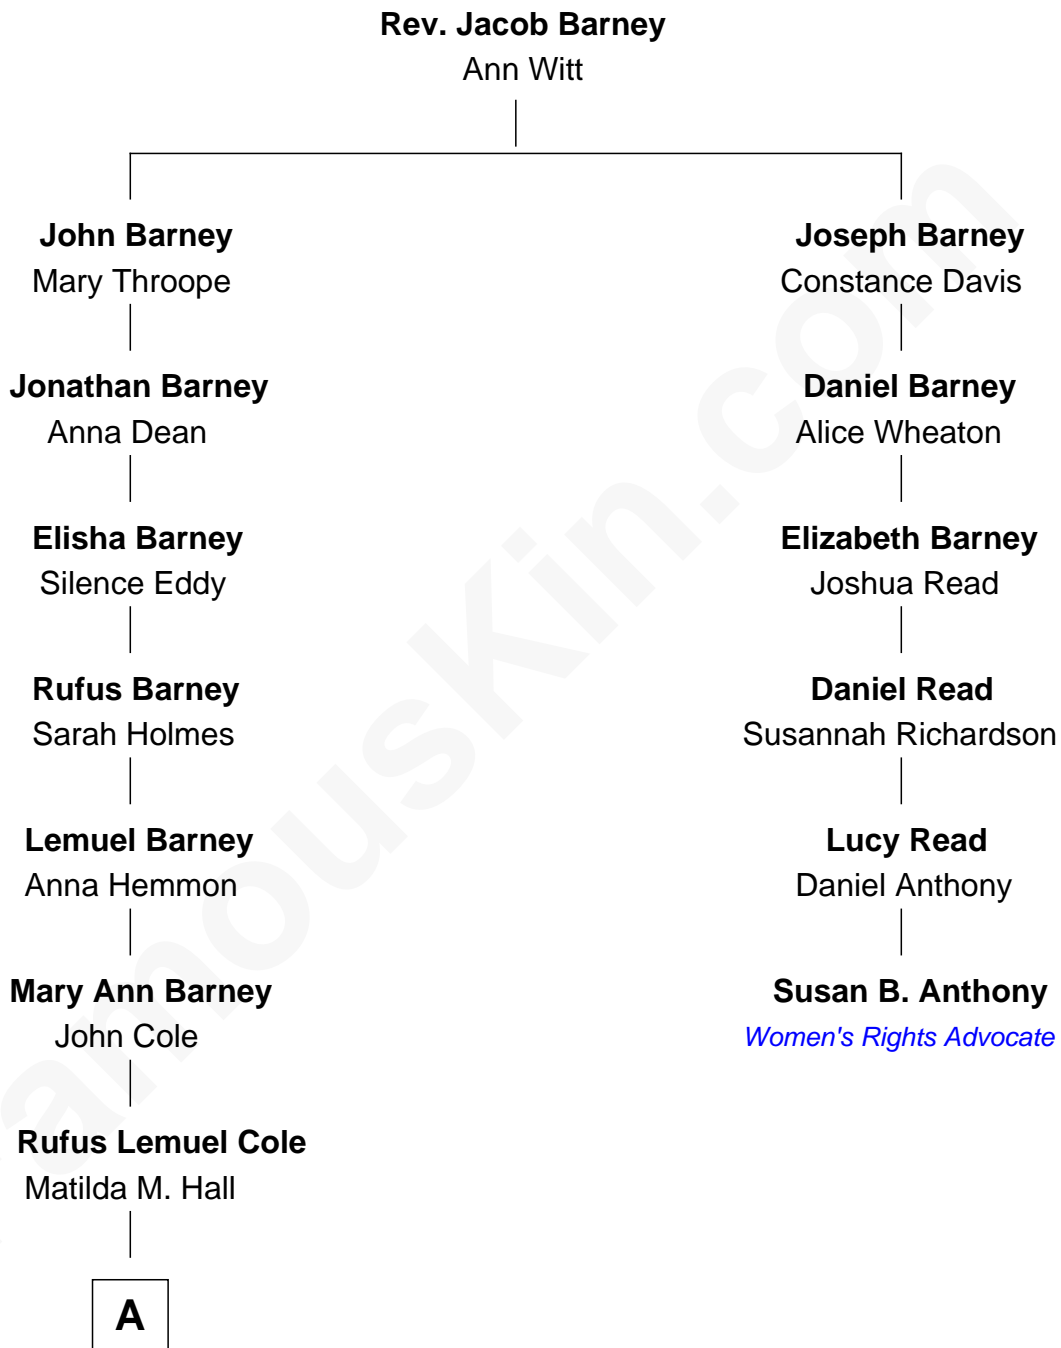 Rev. Jacob Barney
Ann Witt
John Barney
Mary Throope
Joseph Barney
Constance Davis
Jonathan Barney
Anna Dean
Daniel Barney
Alice Wheaton
Elisha Barney
Silence Eddy
Elizabeth Barney
Joshua Read
Rufus Barney
Sarah Holmes
Daniel Read
Susannah Richardson
Lemuel Barney
Anna Hemmon
Lucy Read
Daniel Anthony
Mary Ann Barney
John Cole
Susan B. Anthony
Women's Rights Advocate
Rufus Lemuel Cole
Matilda M. Hall
A
famouskin.com